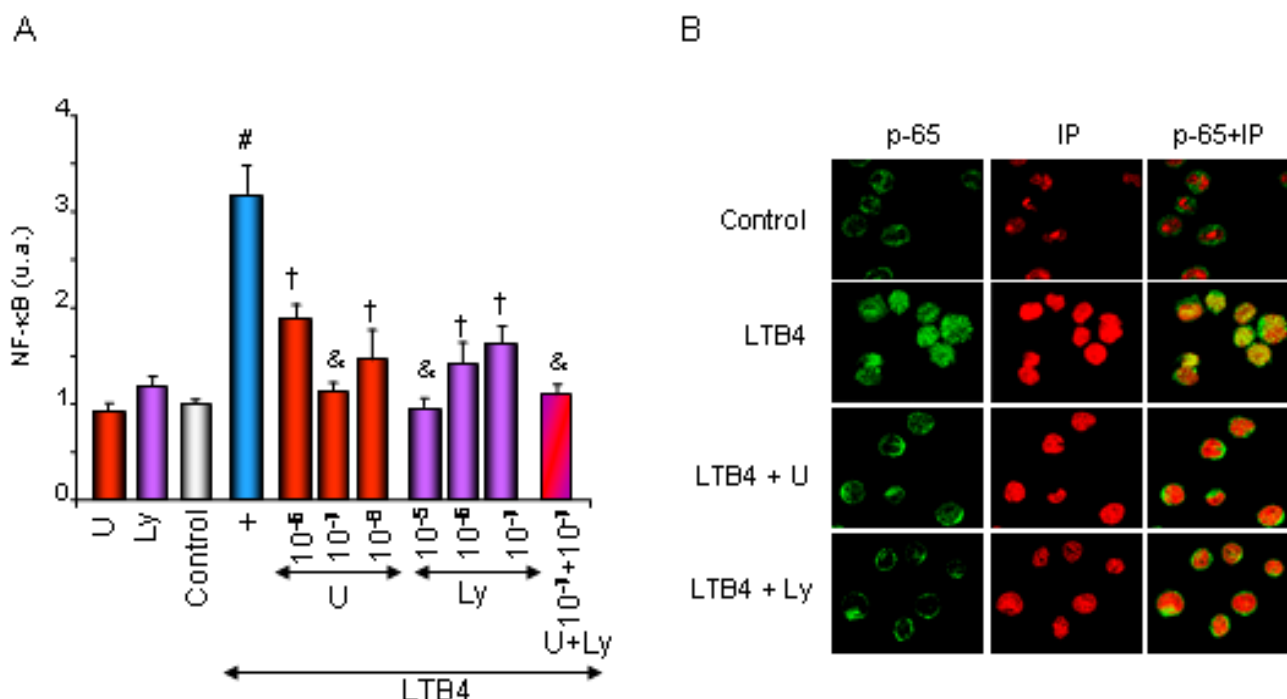 A
B
4
3
2
1
0
NF-κB (u.a.)
#
†
&
†
&
†
†
&
U
Ly
Control
+
10⁻⁶
10⁻⁷
10⁻⁸
10⁻⁵
10⁻⁶
10⁻⁷
10⁻⁷+10⁻⁷
U
Ly
U+Ly
LTB4
p-65
IP
p-65+IP
Control
LTB4
LTB4 + U
LTB4 + Ly